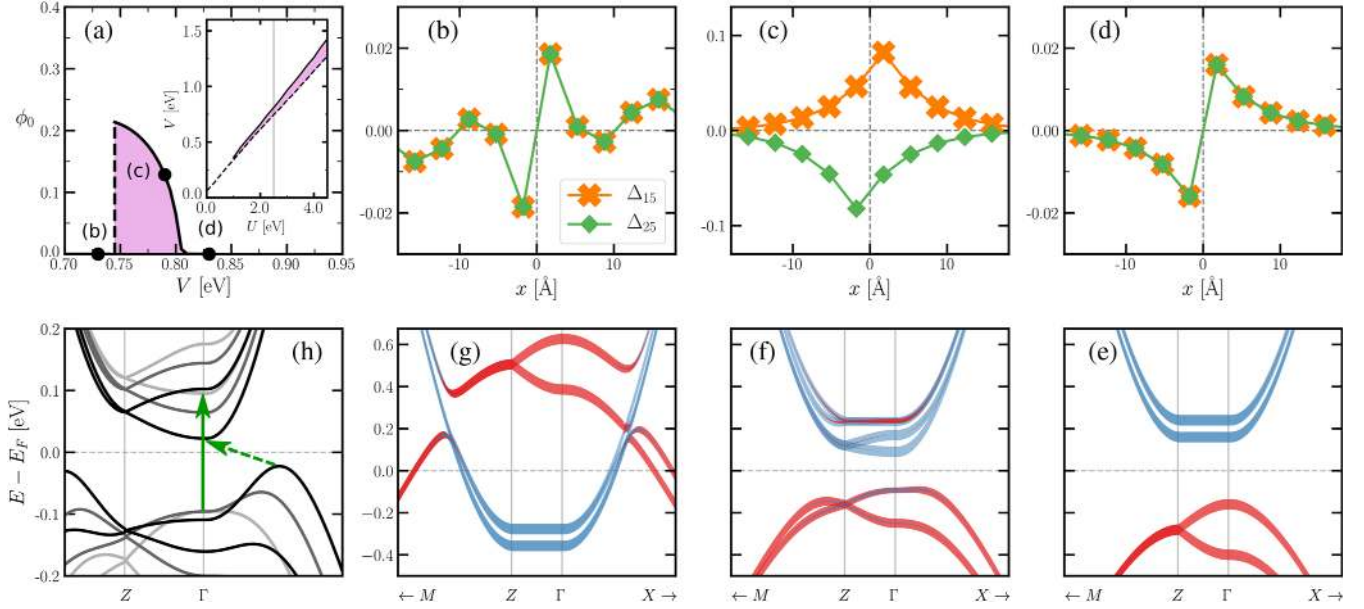 (a)
ϕ₀
0.4
0.3
0.2
0.1
0.0
0.70 0.75 0.80 0.85 0.90 0.95
V [eV]
(b)
(c)
(d)
1.5
1.0
0.5
0.0
V [eV]
0.0 2.0 4.0
U [eV]
(b)
0.02
0.00
-0.02
-10 0 10
x [Å]
Δ₁₅
Δ₂₅
(c)
0.1
0.0
-0.1
-10 0 10
x [Å]
(d)
0.02
0.00
-0.02
-10 0 10
x [Å]
(h)
E − E_F [eV]
0.2
0.1
0.0
-0.1
-0.2
Z Γ
(g)
0.6
0.4
0.2
0.0
−0.2
−0.4
← M Z Γ X →
(f)
← M Z Γ X →
(e)
← M Z Γ X →